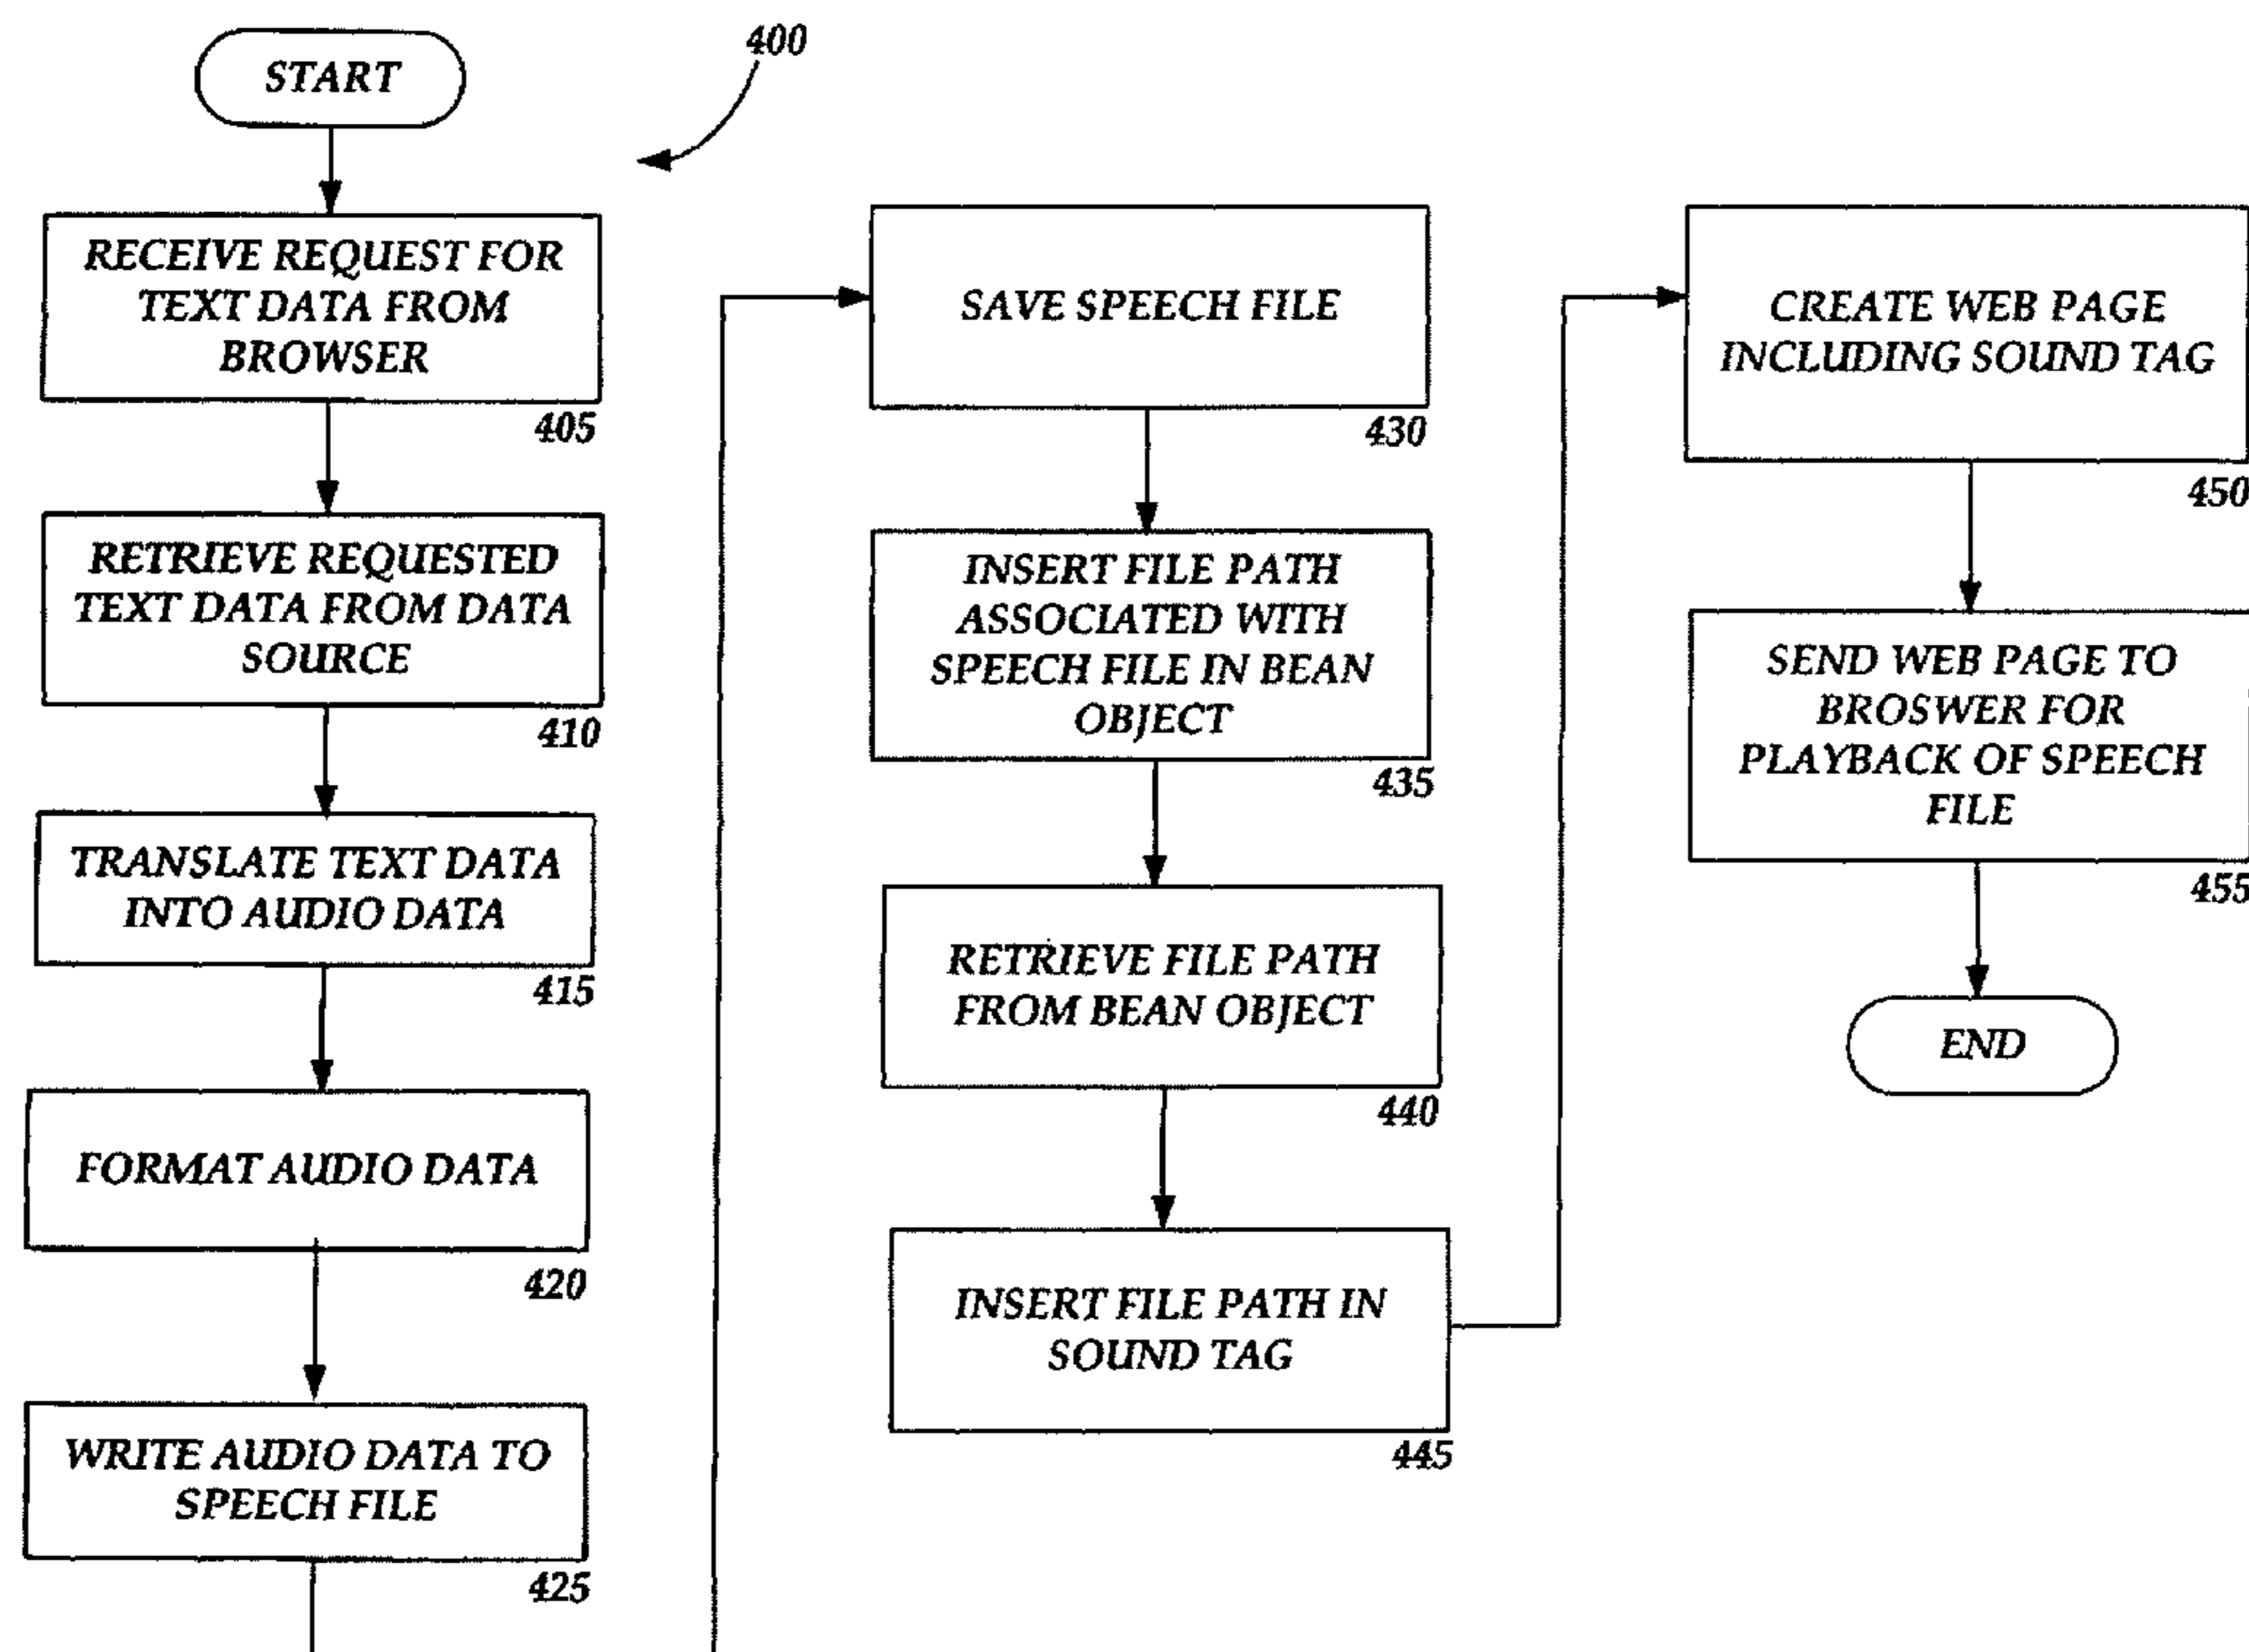 START
400
RECEIVE REQUEST FOR
TEXT DATA FROM
BROWSER
405
RETRIEVE REQUESTED
TEXT DATA FROM DATA
SOURCE
410
TRANSLATE TEXT DATA
INTO AUDIO DATA
415
FORMAT AUDIO DATA
420
WRITE AUDIO DATA TO
SPEECH FILE
425
SAVE SPEECH FILE
430
INSERT FILE PATH
ASSOCIATED WITH
SPEECH FILE IN BEAN
OBJECT
435
RETRIEVE FILE PATH
FROM BEAN OBJECT
440
INSERT FILE PATH IN
SOUND TAG
445
CREATE WEB PAGE
INCLUDING SOUND TAG
450
SEND WEB PAGE TO
BROSWER FOR
PLAYBACK OF SPEECH
FILE
455
END